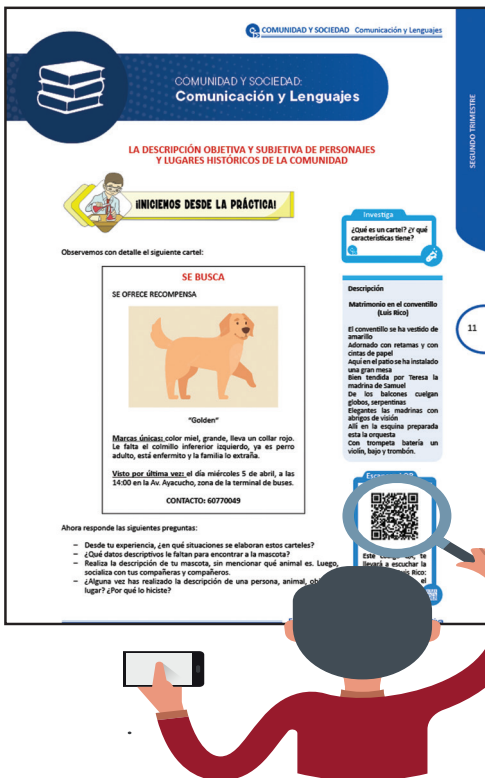 COMUNIDAD Y SOCIEDAD Comunicación y Lenguajes
COMUNIDAD Y SOCIEDAD:
Comunicación y Lenguajes
SEGUNDO TRIMESTRE
LA DESCRIPCIÓN OBJETIVA Y SUBJETIVA DE PERSONAJES
Y LUGARES HISTÓRICOS DE LA COMUNIDAD
¡INICIEMOS DESDE LA PRÁCTICA!
Observemos con detalle el siguiente cartel:
SE BUSCA
SE OFRECE RECOMPENSA
"Golden"
Marcas únicas: color miel, grande, lleva un collar rojo.
Le falta el colmillo inferior izquierdo, ya es perro
adulto, está enfermito y la familia lo extraña.
Visto por última vez: el día miércoles 5 de abril, a las
14:00 en la Av. Ayacucho, zona de la terminal de buses.
CONTACTO: 60770049
Ahora responde las siguientes preguntas:
– Desde tu experiencia, ¿en qué situaciones se elaboran estos carteles?
– ¿Qué datos descriptivos le faltan para encontrar a la mascota?
– Realiza la descripción de tu mascota, sin mencionar qué animal es. Luego,
socializa con tus compañeras y compañeros.
– ¿Alguna vez has realizado la descripción de una persona, animal,
lugar? ¿Por qué lo hiciste?
Investiga
¿Qué es un cartel? ¿Y qué
características tiene?
Descripción
Matrimonio en el conventillo
(Luis Rico)
El conventillo se ha vestido de
amarillo
Adornado con retamas y con
cintas de papel
Aqui en el patio se ha instalado
una gran mesa
Bien tendida por Teresa la
madrina de Samuel
De los balcones cuelgan
globos, serpentinas
Elegantes las madrinas con
abrigos de visión
Allí en la esquina preparada
esta la orquesta
Con trompeta batería un
violín, bajo y trombón.
11
Este te
llevará a escuchar la
Rico:
el